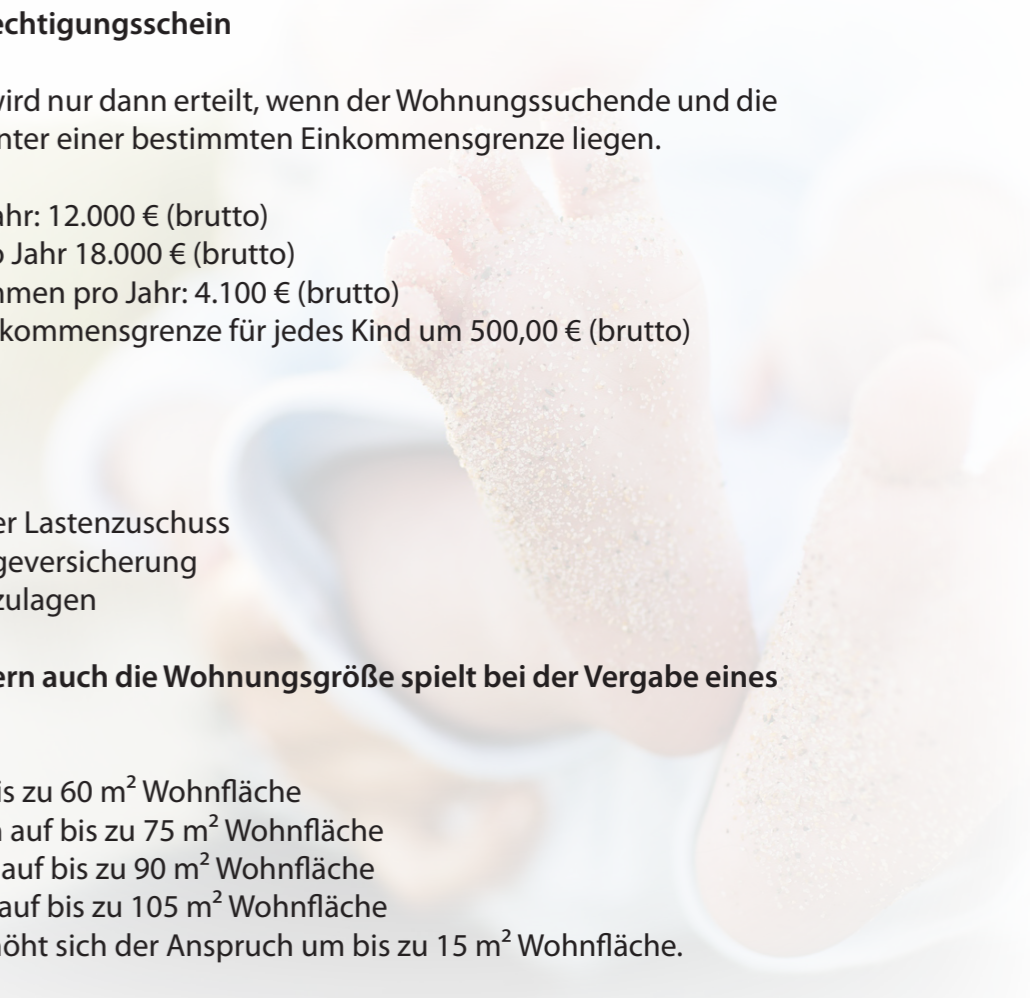 echtigungsschein
wird nur dann erteilt, wenn der Wohnungssuchende und die
nter einer bestimmten Einkommensgrenze liegen.
ahr: 12.000 € (brutto)
o Jahr 18.000 € (brutto)
mmen pro Jahr: 4.100 € (brutto)
kommensgrenze für jedes Kind um 500,00 € (brutto)
er Lastenzuschuss
geversicherung
zulagen
ern auch die Wohnungsgröße spielt bei der Vergabe eines
is zu 60 m² Wohnfläche
n auf bis zu 75 m² Wohnfläche
auf bis zu 90 m² Wohnfläche
auf bis zu 105 m² Wohnfläche
höht sich der Anspruch um bis zu 15 m² Wohnfläche.